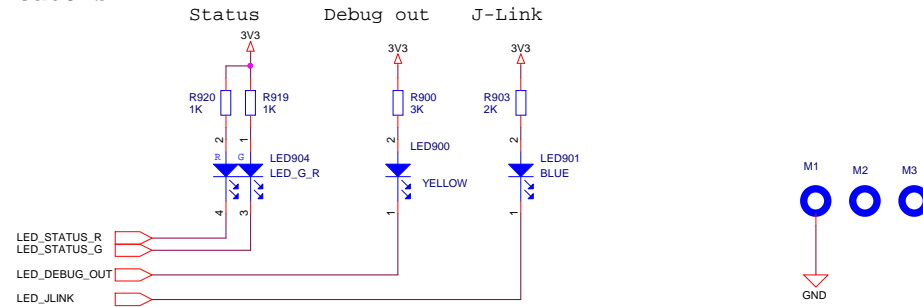 Status Debug out J-Link
3V3 3V3 3V3
R920 R919 R900 R903
1K 1K 3K 2K
2 1 2 2
LED900
R G LED904 LED901
LED_G_R YELLOW BLUE
M1 M2 M3
4 3 1 1
LED_STATUS_R
LED_STATUS_G
LED_DEBUG_OUT
LED_JLINK
GND